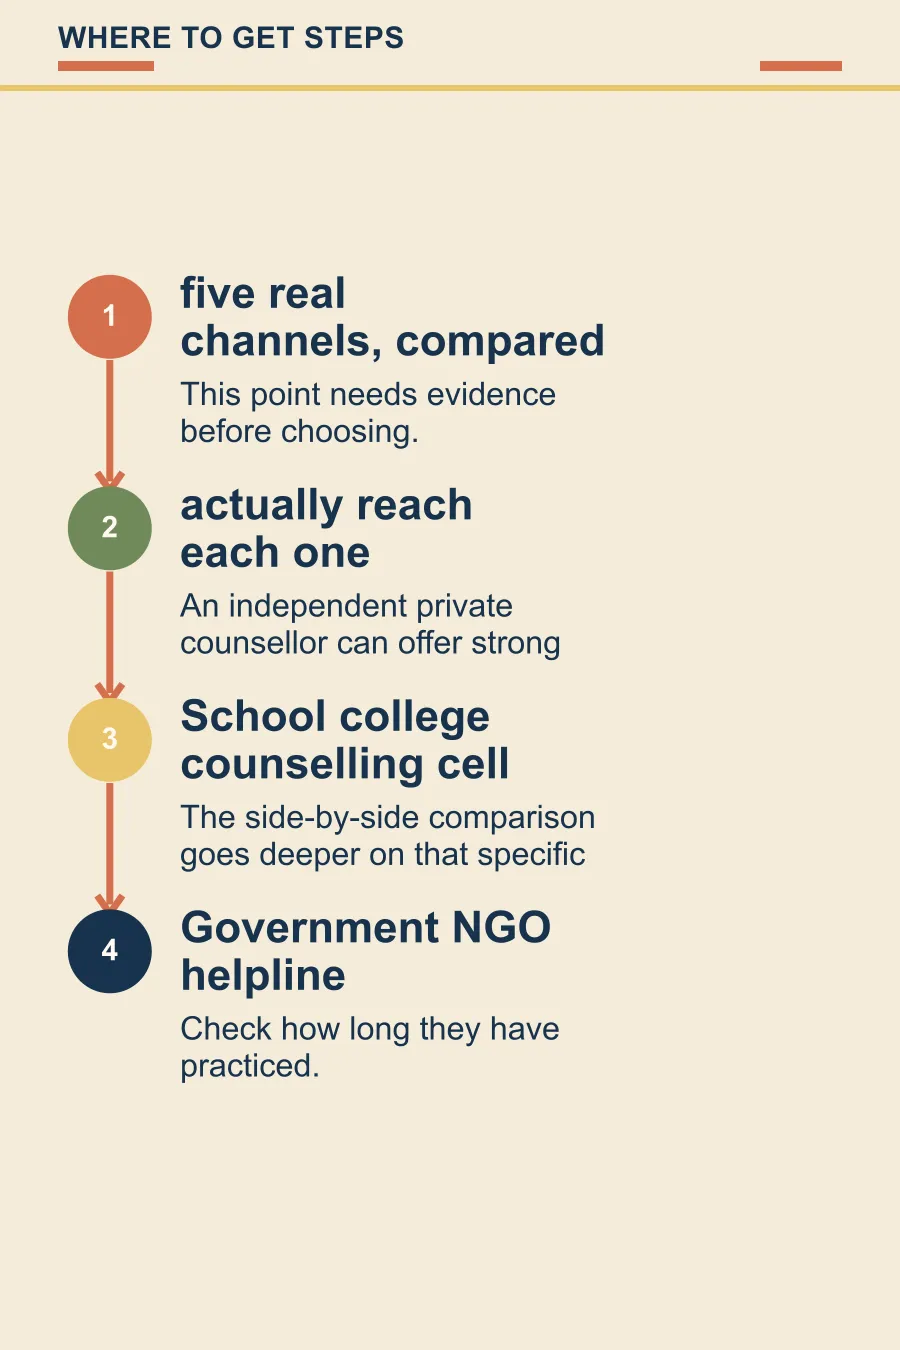 WHERE TO GET STEPS
1
five real
channels, compared
This point needs evidence
before choosing.
2
actually reach
each one
An independent private
counsellor can offer strong
3
School college
counselling cell
The side-by-side comparison
goes deeper on that specific
4
Government NGO
helpline
Check how long they have
practiced.